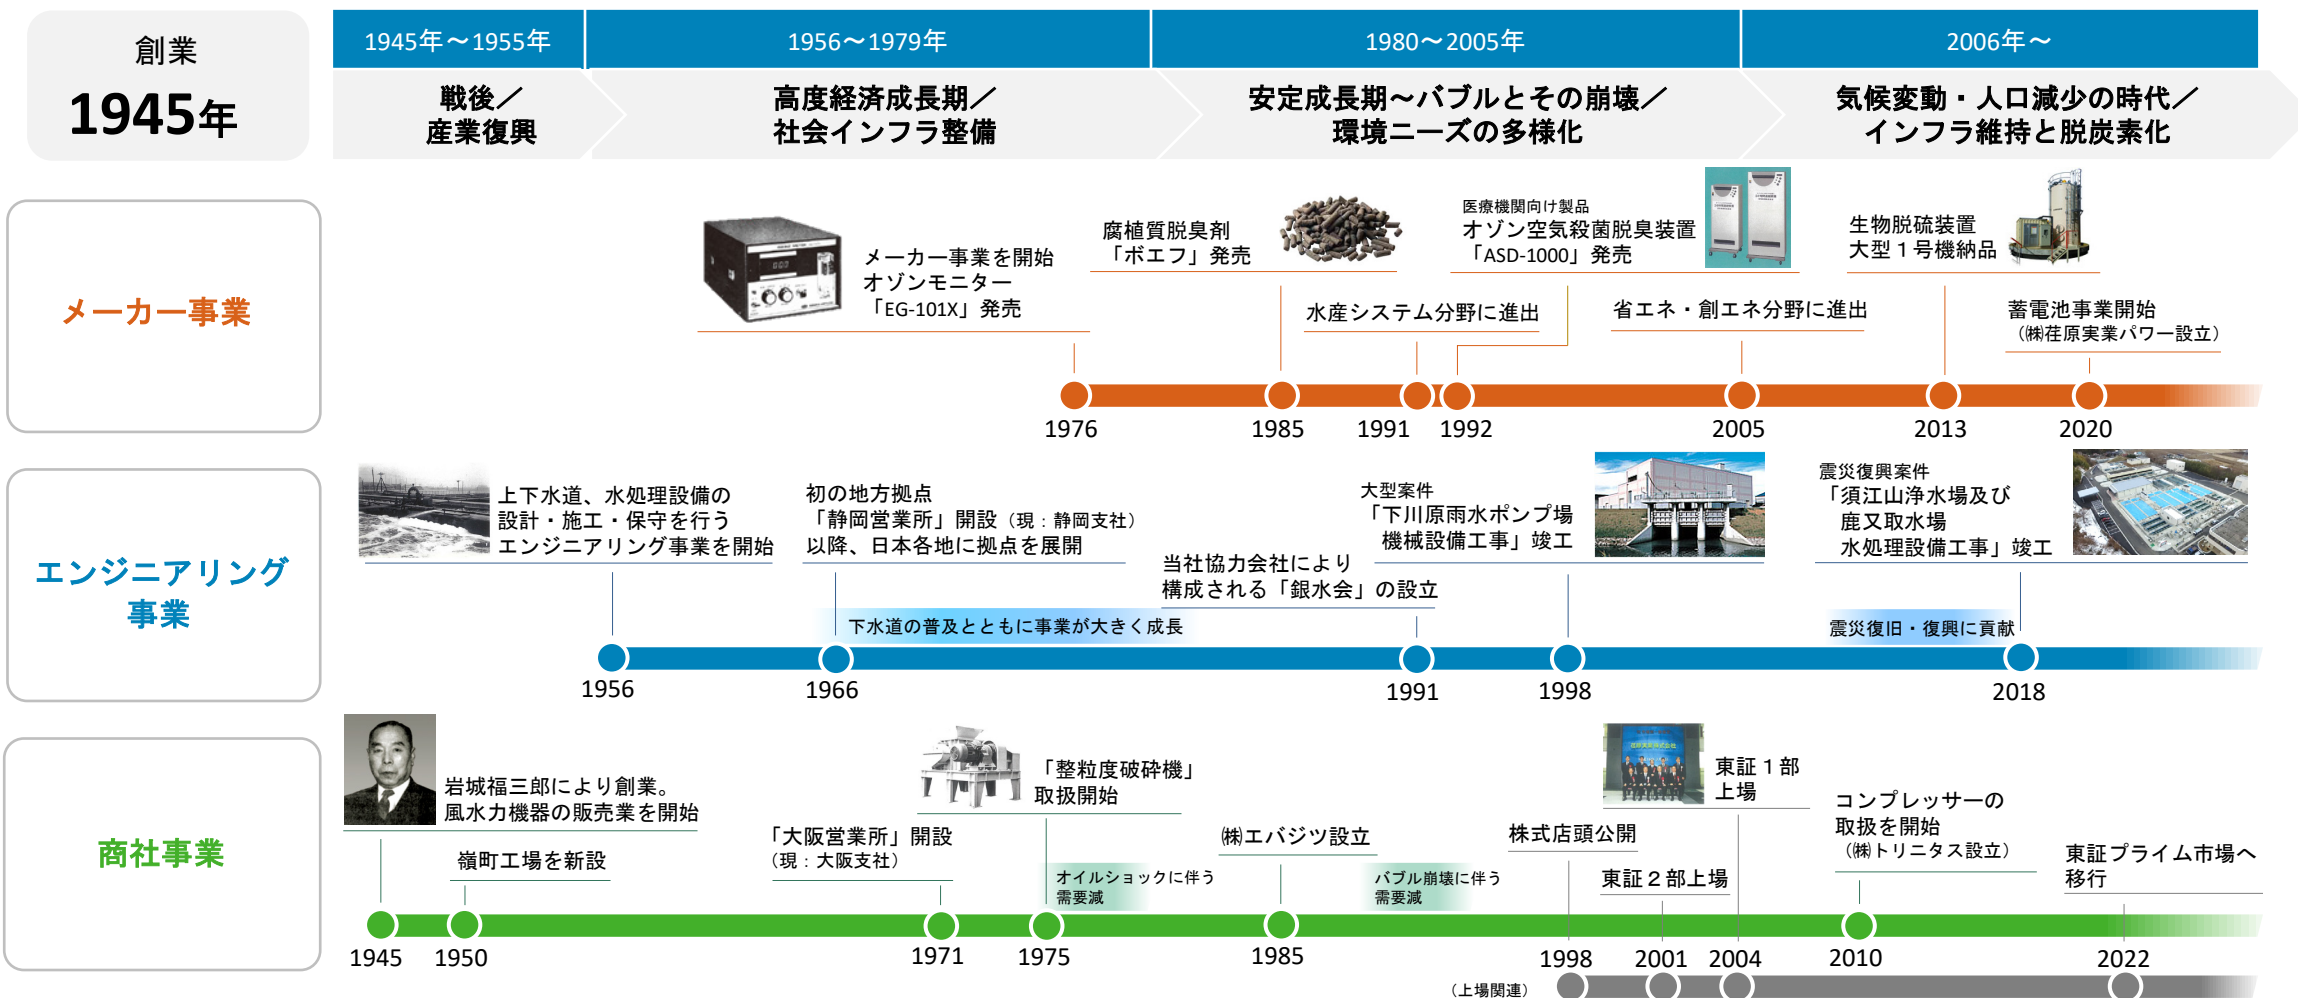 創業
1945年
1945年～1955年
1956～1979年
1980～2005年
2006年～
戦後／
産業復興
高度経済成長期／
社会インフラ整備
安定成長期～バブルとその崩壊／
環境ニーズの多様化
気候変動・人口減少の時代／
インフラ維持と脱炭素化
メーカー事業
メーカー事業を開始
オゾンモニター
「EG-101X」発売
腐植質脱臭剤
「ボエフ」発売
水産システム分野に進出
医療機関向け製品
オゾン空気殺菌脱臭装置
「ASD-1000」発売
省エネ・創エネ分野に進出
生物脱硫装置
大型１号機納品
蓄電池事業開始
（㈱荏原実業パワー設立）
1976
1985
1991
1992
2005
2013
2020
エンジニアリング
事業
上下水道、水処理設備の
設計・施工・保守を行う
エンジニアリング事業を開始
初の地方拠点
「静岡営業所」開設（現：静岡支社）
以降、日本各地に拠点を展開
下水道の普及とともに事業が大きく成長
当社協力会社により
構成される「銀水会」の設立
大型案件
「下川原雨水ポンプ場
機械設備工事」竣工
震災復興案件
「須江山浄水場及び
鹿又取水場
水処理設備工事」竣工
震災復旧・復興に貢献
1956
1966
1991
1998
2018
商社事業
岩城福三郎により創業。
風水力機器の販売業を開始
嶺町工場を新設
「大阪営業所」開設
（現：大阪支社）
「整粒度破砕機」
取扱開始
オイルショックに伴う
需要減
㈱エバジツ設立
バブル崩壊に伴う
需要減
株式店頭公開
東証２部上場
東証１部
上場
コンプレッサーの
取扱を開始
（㈱トリニタス設立）
東証プライム市場へ
移行
1945
1950
1971
1975
1985
1998
2001
2004
2010
2022
（上場関連）